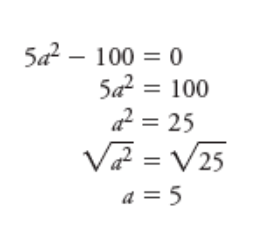 5a² – 100 = 0
5a² = 100
a² = 25
√a² = √25
a = 5